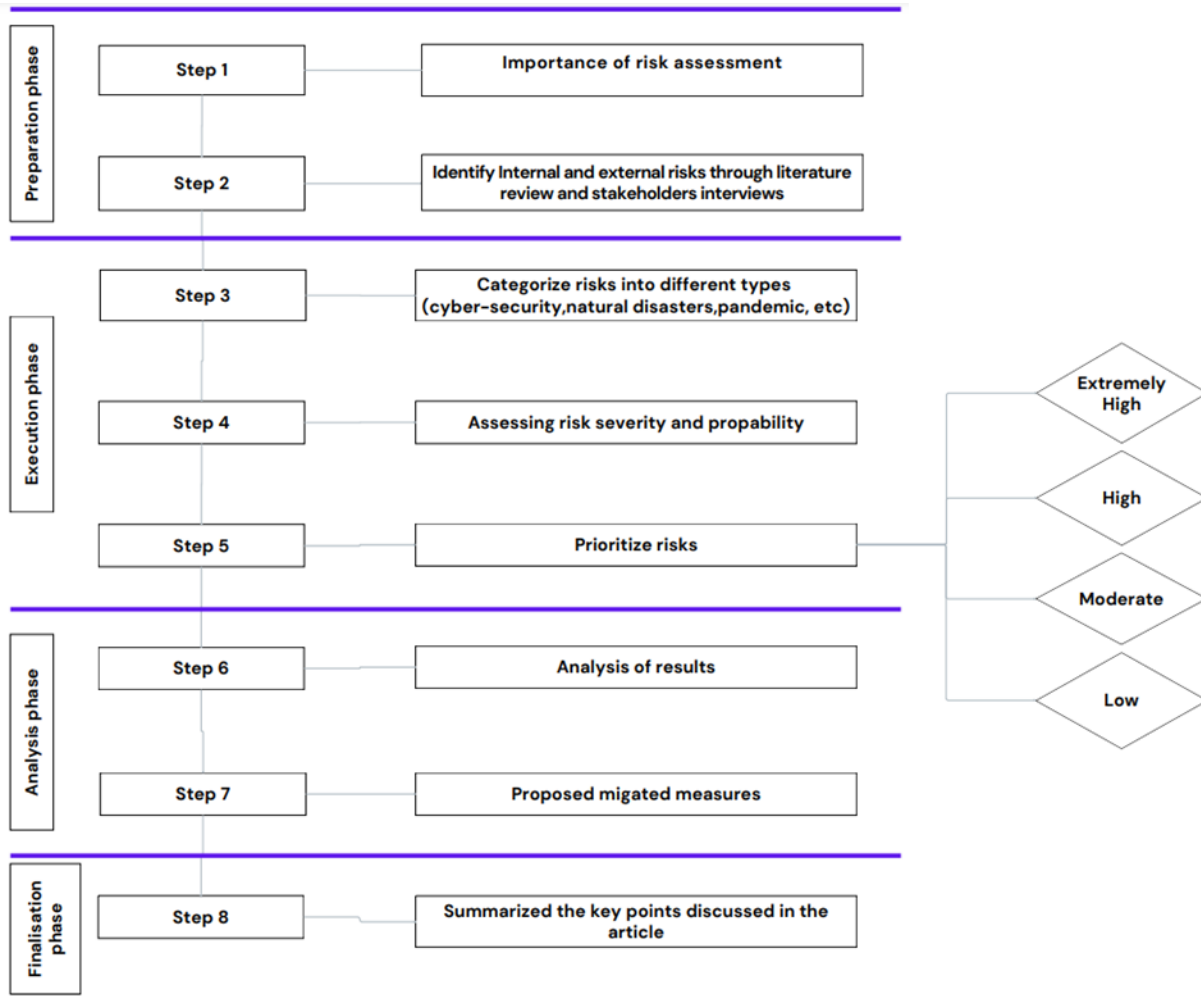 Preparation phase
Step 1
Importance of risk assessment
Step 2
Identify Internal and external risks through literature
review and stakeholders interviews
Execution phase
Step 3
Categorize risks into different types
(cyber-security,natural disasters,pandemic, etc)
Step 4
Assessing risk severity and propability
Step 5
Prioritize risks
Extremely
High
High
Moderate
Low
Analysis phase
Step 6
Analysis of results
Step 7
Proposed migated measures
Finalisation
phase
Step 8
Summarized the key points discussed in the
article